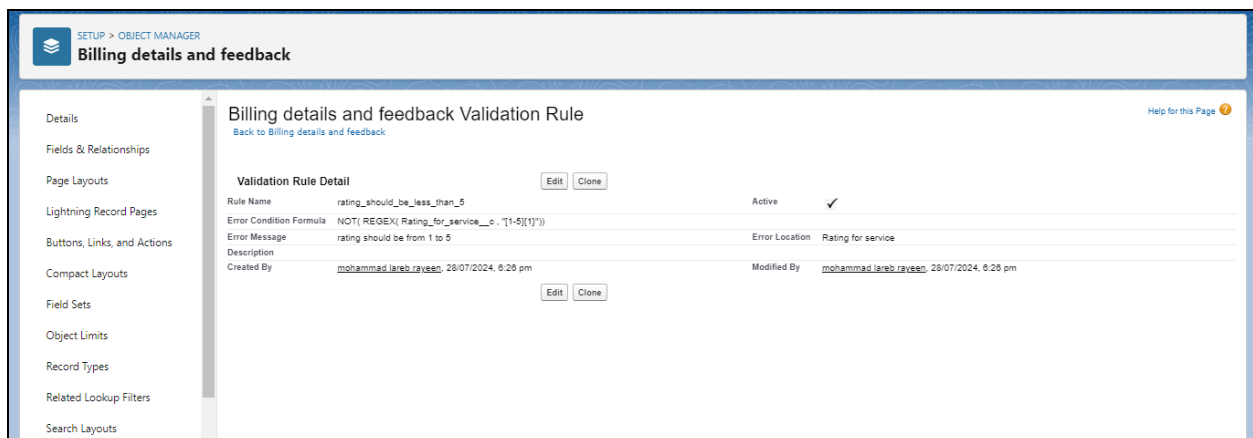 SETUP > OBJECT MANAGER
Billing details and feedback
Details
Fields & Relationships
Page Layouts
Lightning Record Pages
Buttons, Links, and Actions
Compact Layouts
Field Sets
Object Limits
Record Types
Related Lookup Filters
Search Layouts
Billing details and feedback Validation Rule
Help for this Page ?
Back to Billing details and feedback
Validation Rule Detail Edit Clone
Rule Name rating_should_be_less_than_5 Active ✓
Error Condition Formula NOT( REGEX( Rating_for_service__c , "[1-5]{1}"))
Error Message rating should be from 1 to 5 Error Location Rating for service
Description
Created By mohammad lareb rayeen, 28/07/2024, 6:26 pm Modified By mohammad lareb rayeen, 28/07/2024, 6:26 pm
Edit Clone